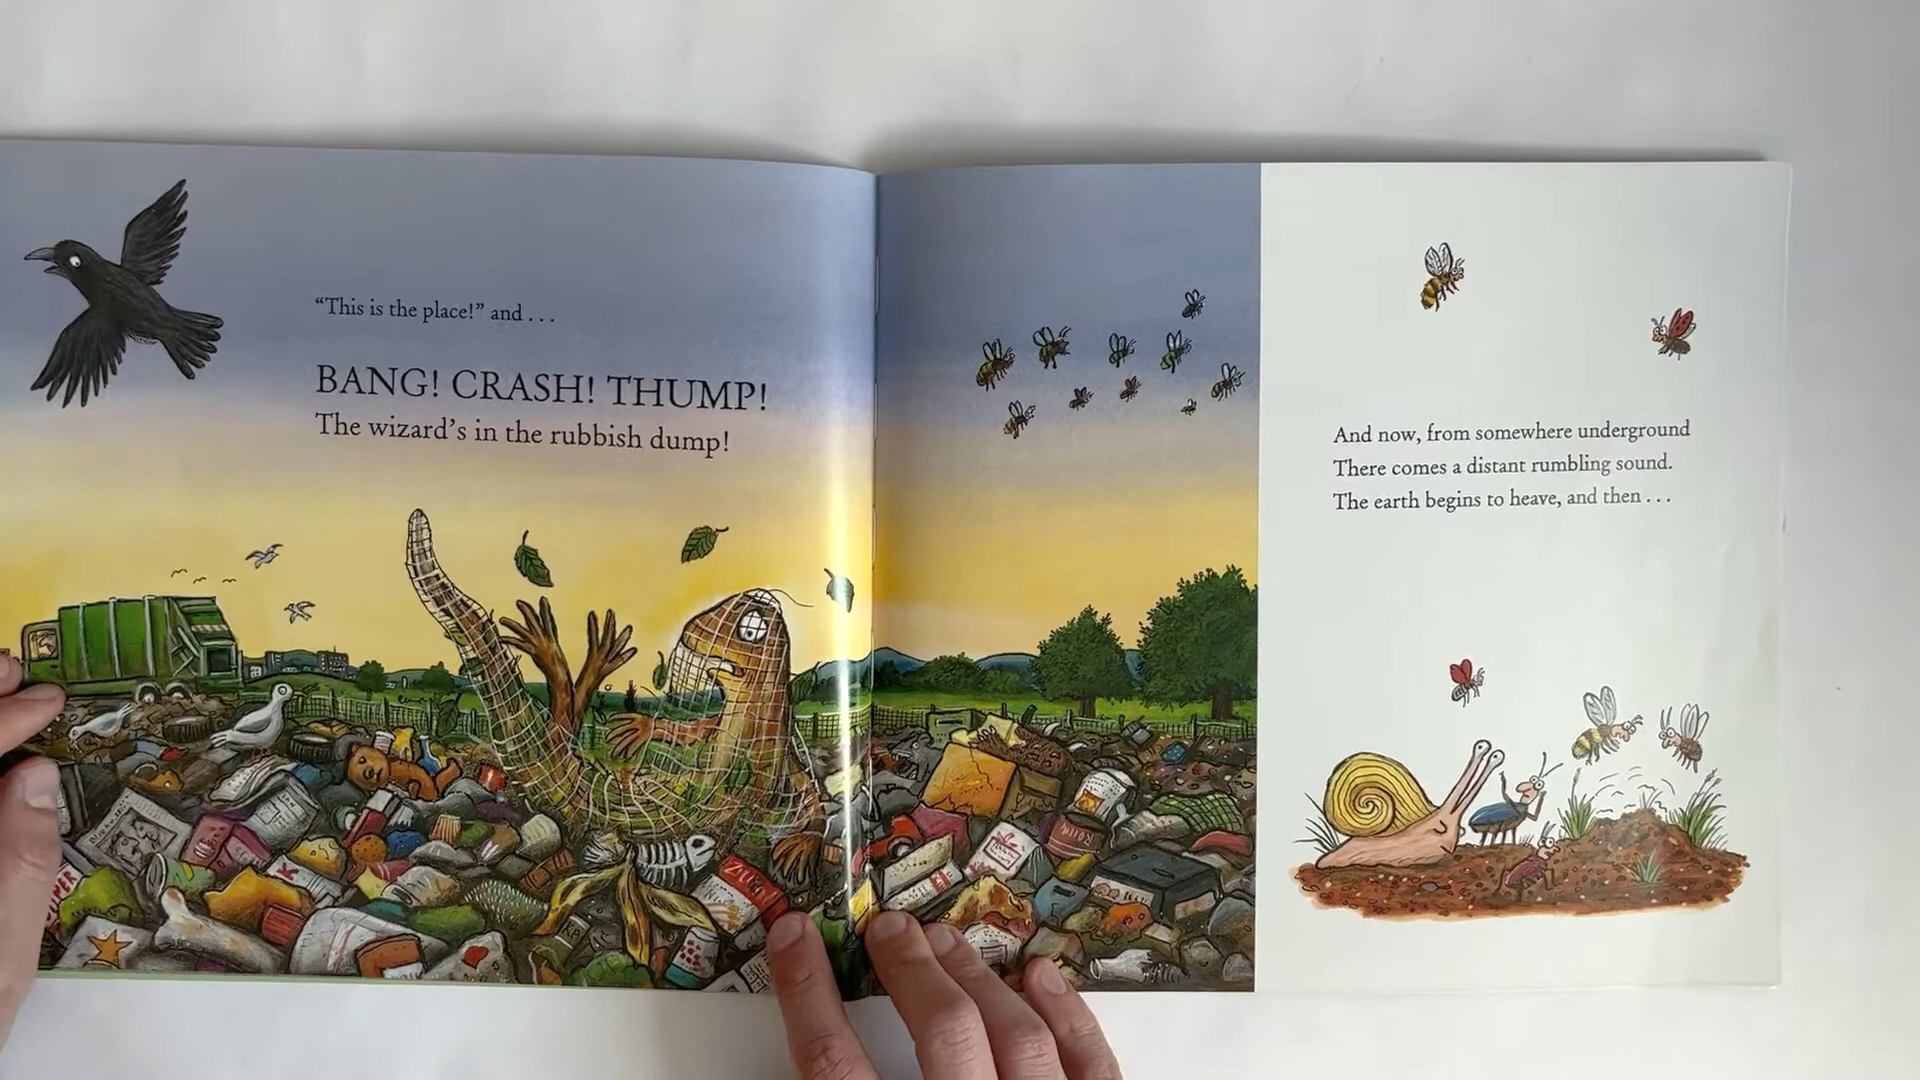 “This is the place!” and . . .
BANG! CRASH! THUMP!
The wizard’s in the rubbish dump!
And now, from somewhere underground
There comes a distant rumbling sound.
The earth begins to heave, and then . . .